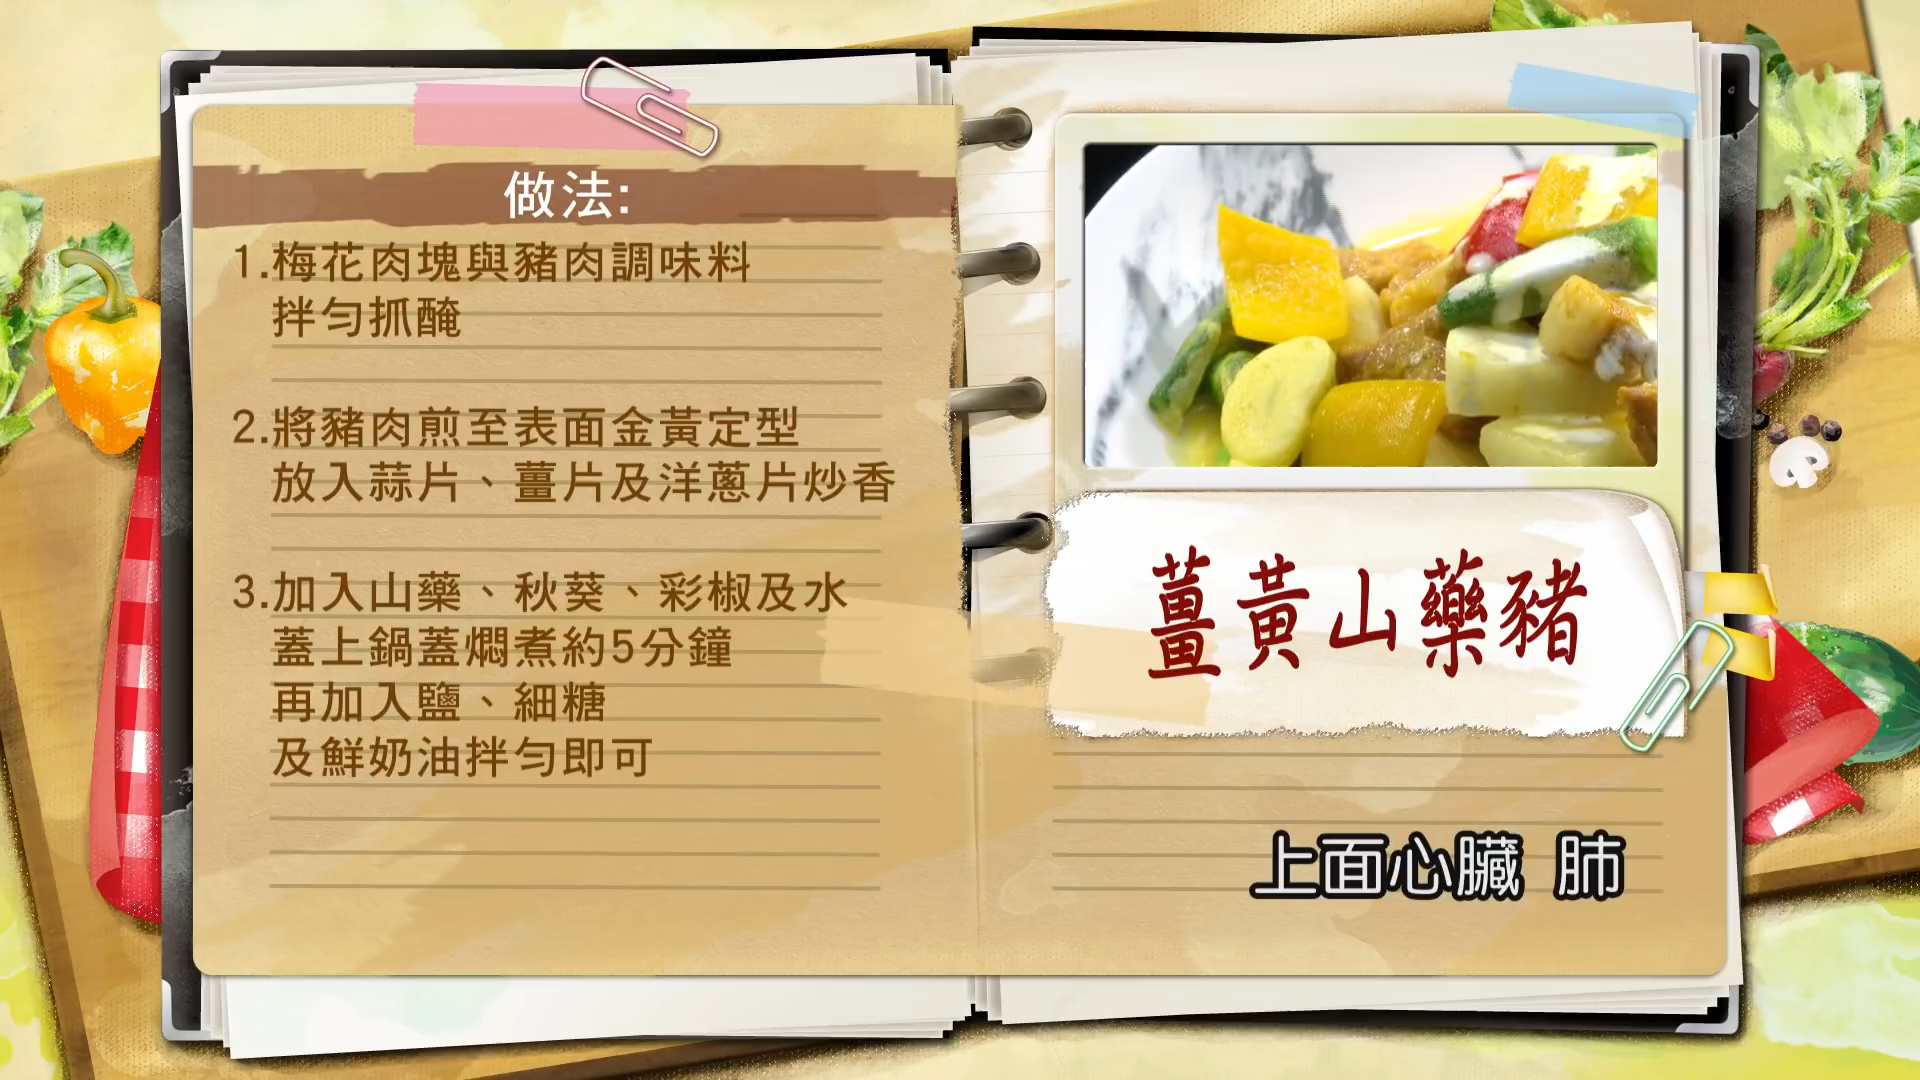 做法:
1.梅花肉塊與豬肉調味料
拌勻抓醃
2.將豬肉煎至表面金黃定型
放入蒜片、薑片及洋蔥片炒香
3.加入山藥、秋葵、彩椒及水
蓋上鍋蓋燜煮約5分鐘
再加入鹽、細糖
及鮮奶油拌勻即可
薑黃山藥豬
上面心臟 肺